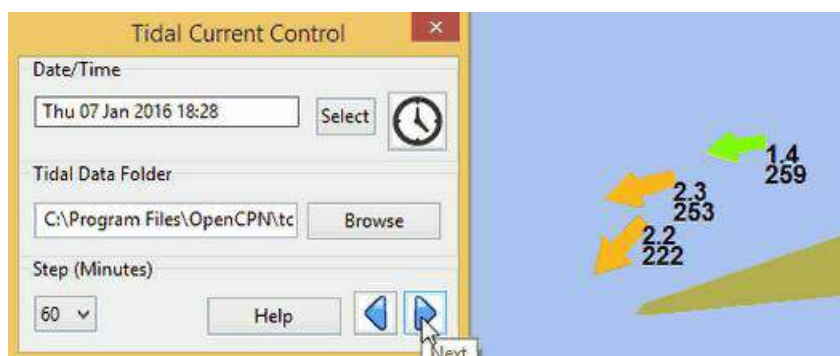 Tidal Current Control
Date/Time
Thu 07 Jan 2016 18:28
Select
Tidal Data Folder
C:\Program Files\OpenCPN\tc
Browse
Step (Minutes)
60
Help
Next
1.4
259
2.3
253
2.2
222